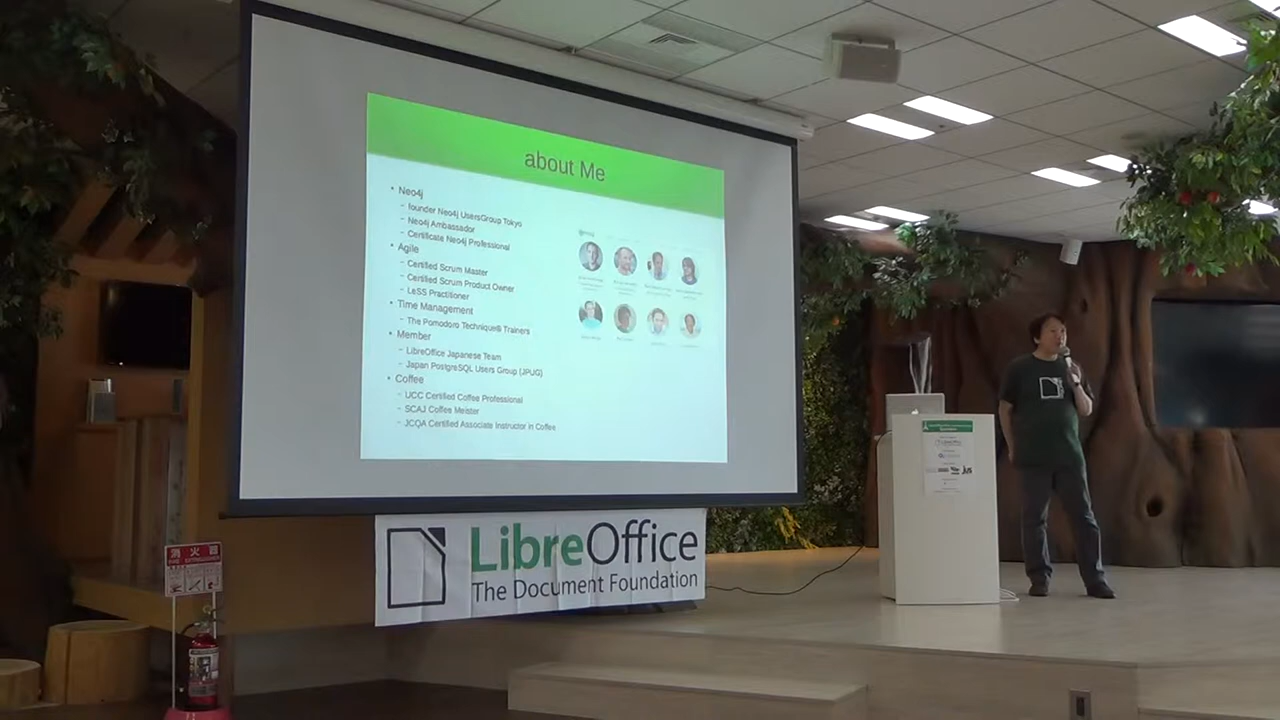 about Me
• Neo4j
– founder Neo4j UsersGroup Tokyo
– Neo4j Ambassador
– Certificate Neo4j Professional
• Agile
– Certified Scrum Master
– Certified Scrum Product Owner
– LeSS Practitioner
• Time Management
– The Pomodoro Technique® Trainers
• Member
– LibreOffice Japanese Team
– Japan PostgreSQL Users Group (JPUG)
• Coffee
– UCC Certified Coffee Professional
– SCAJ Coffee Meister
– JCQA Certified Associate Instructor in Coffee
LibreOffice
The Document Foundation
消火器
FIRE EXTINGUISHER